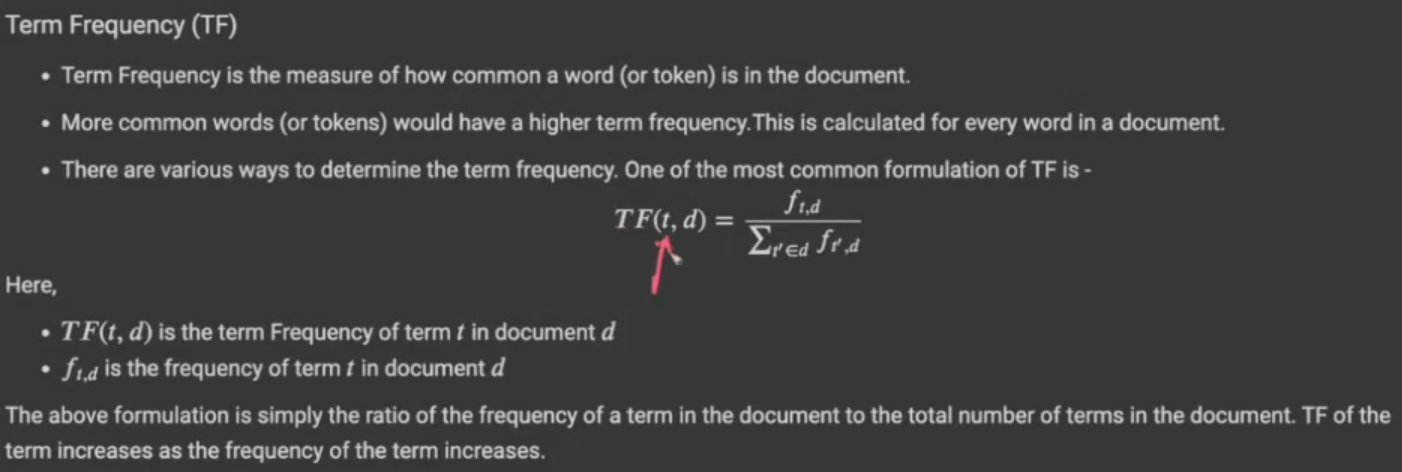 Term Frequency (TF)
• Term Frequency is the measure of how common a word (or token) is in the document.
• More common words (or tokens) would have a higher term frequency.This is calculated for every word in a document.
• There are various ways to determine the term frequency. One of the most common formulation of TF is -
TF(t, d) = f_{t,d} / ∑_{t'∈d} f_{t',d}
Here,
• TF(t, d) is the term Frequency of term t in document d
• f_{t,d} is the frequency of term t in document d
The above formulation is simply the ratio of the frequency of a term in the document to the total number of terms in the document. TF of the
term increases as the frequency of the term increases.